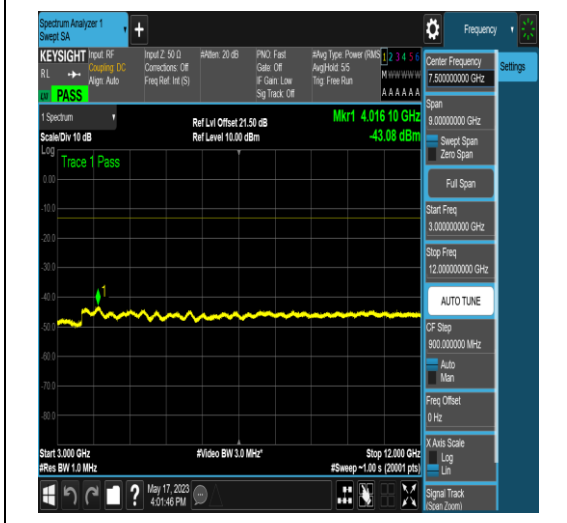 Spectrum Analyzer 1
Swept SA
+
Frequency
KEYSIGHT
RL
PASS
Input: RF
Coupling: DC
Align: Auto
Input Z: 50 Ω
Corrections: Off
Freq Ref: Int (S)
#Atten: 20 dB
PNO: Fast
Gate: Off
IF Gain: Low
Sig Track: Off
#Avg Type: Power (RMS
Avg|Hold: 5/5
Trig: Free Run
1 2 3 4 5 6
M W W W W W
A A A A A A
Settings
1 Spectrum
Scale/Div 10 dB
Ref Lvl Offset 21.50 dB
Ref Level 10.00 dBm
Mkr1 4.016 10 GHz
-43.08 dBm
Log
Trace 1 Pass
0.00
-10.0
-20.0
-30.0
-40.0
-50.0
-60.0
-70.0
-80.0
1
Start 3.000 GHz
#Res BW 1.0 MHz
#Video BW 3.0 MHz*
Stop 12.000 GHz
#Sweep ~1.00 s (20001 pts)
Center Frequency
7.500000000 GHz
Span
9.00000000 GHz
Swept Span
Zero Span
Full Span
Start Freq
3.000000000 GHz
Stop Freq
12.000000000 GHz
AUTO TUNE
CF Step
900.000000 MHz
Auto
Man
Freq Offset
0 Hz
X Axis Scale
Log
Lin
Signal Track
(Span Zoom)
?
May 17, 2023
4:01:46 PM